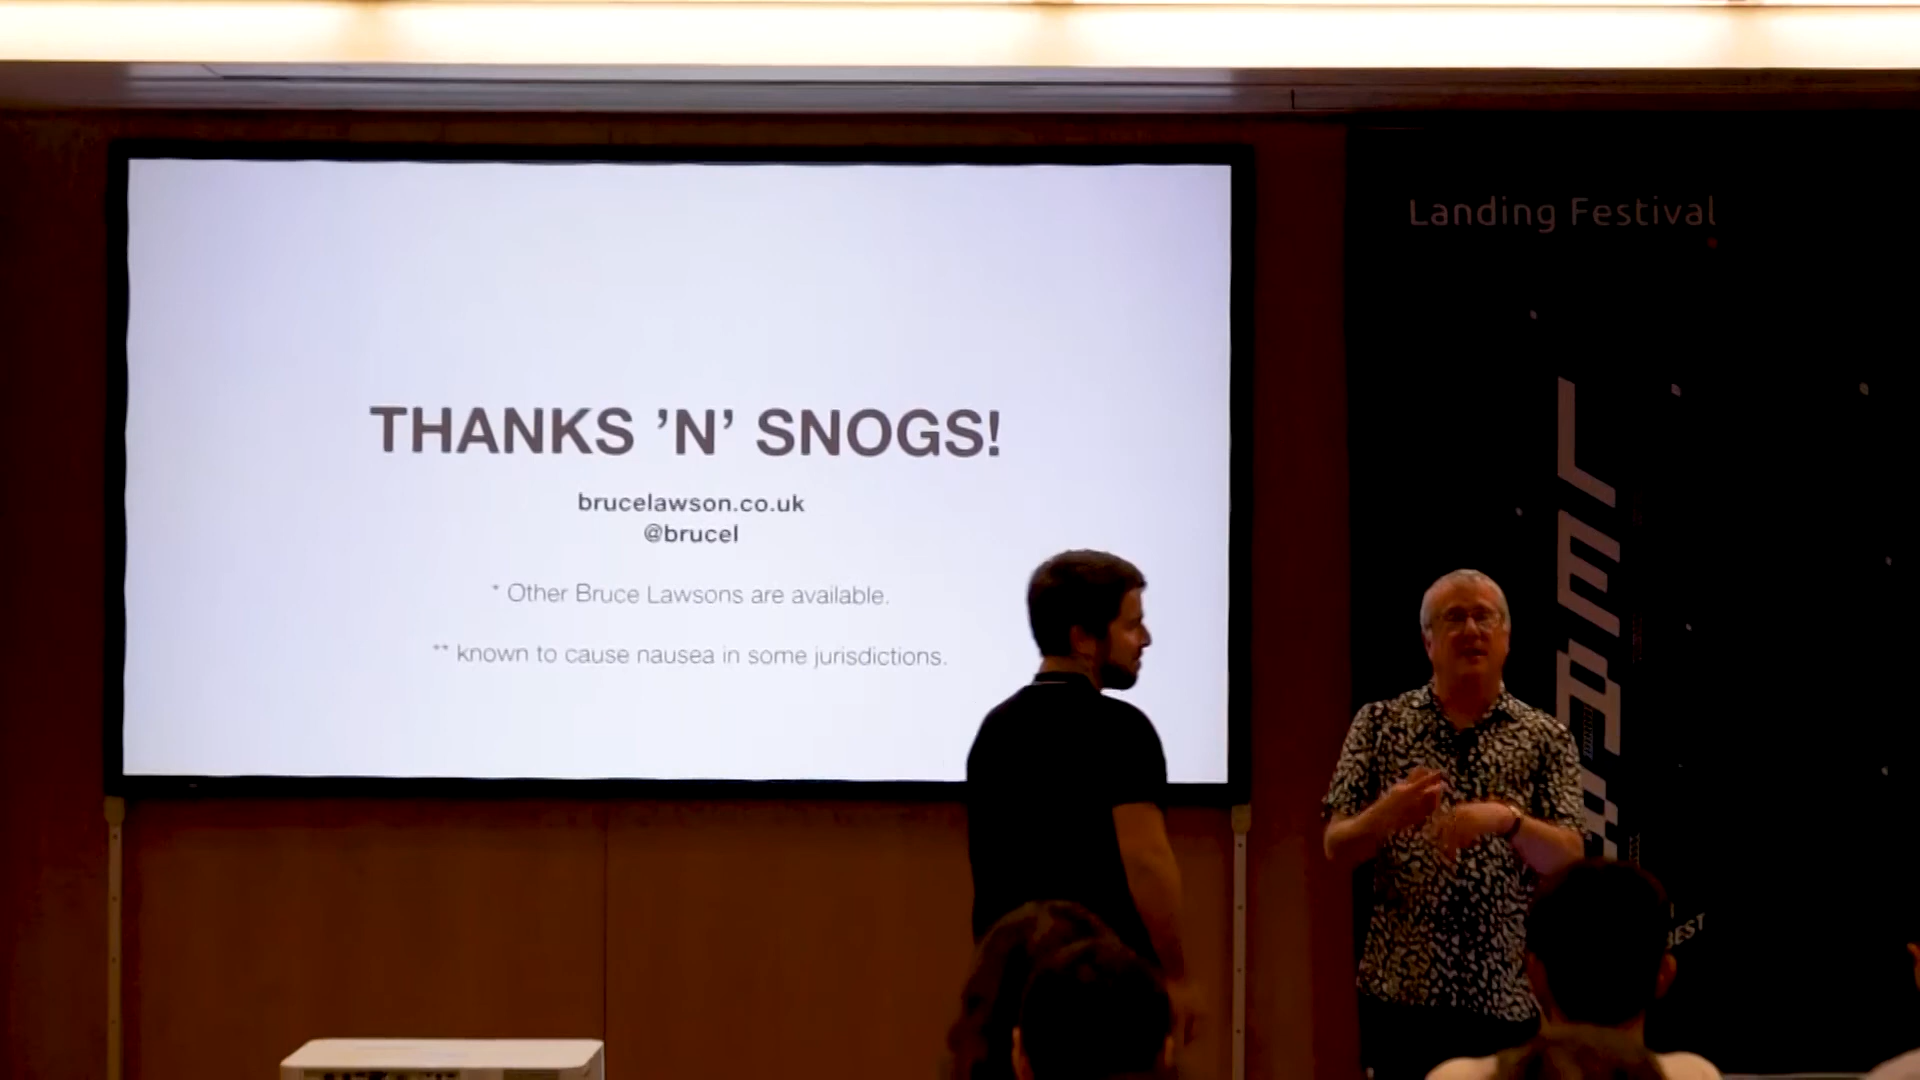 THANKS ’N’ SNOGS!
brucelawson.co.uk
@brucel
* Other Bruce Lawsons are available.
** known to cause nausea in some jurisdictions.
Landing Festival
BEST